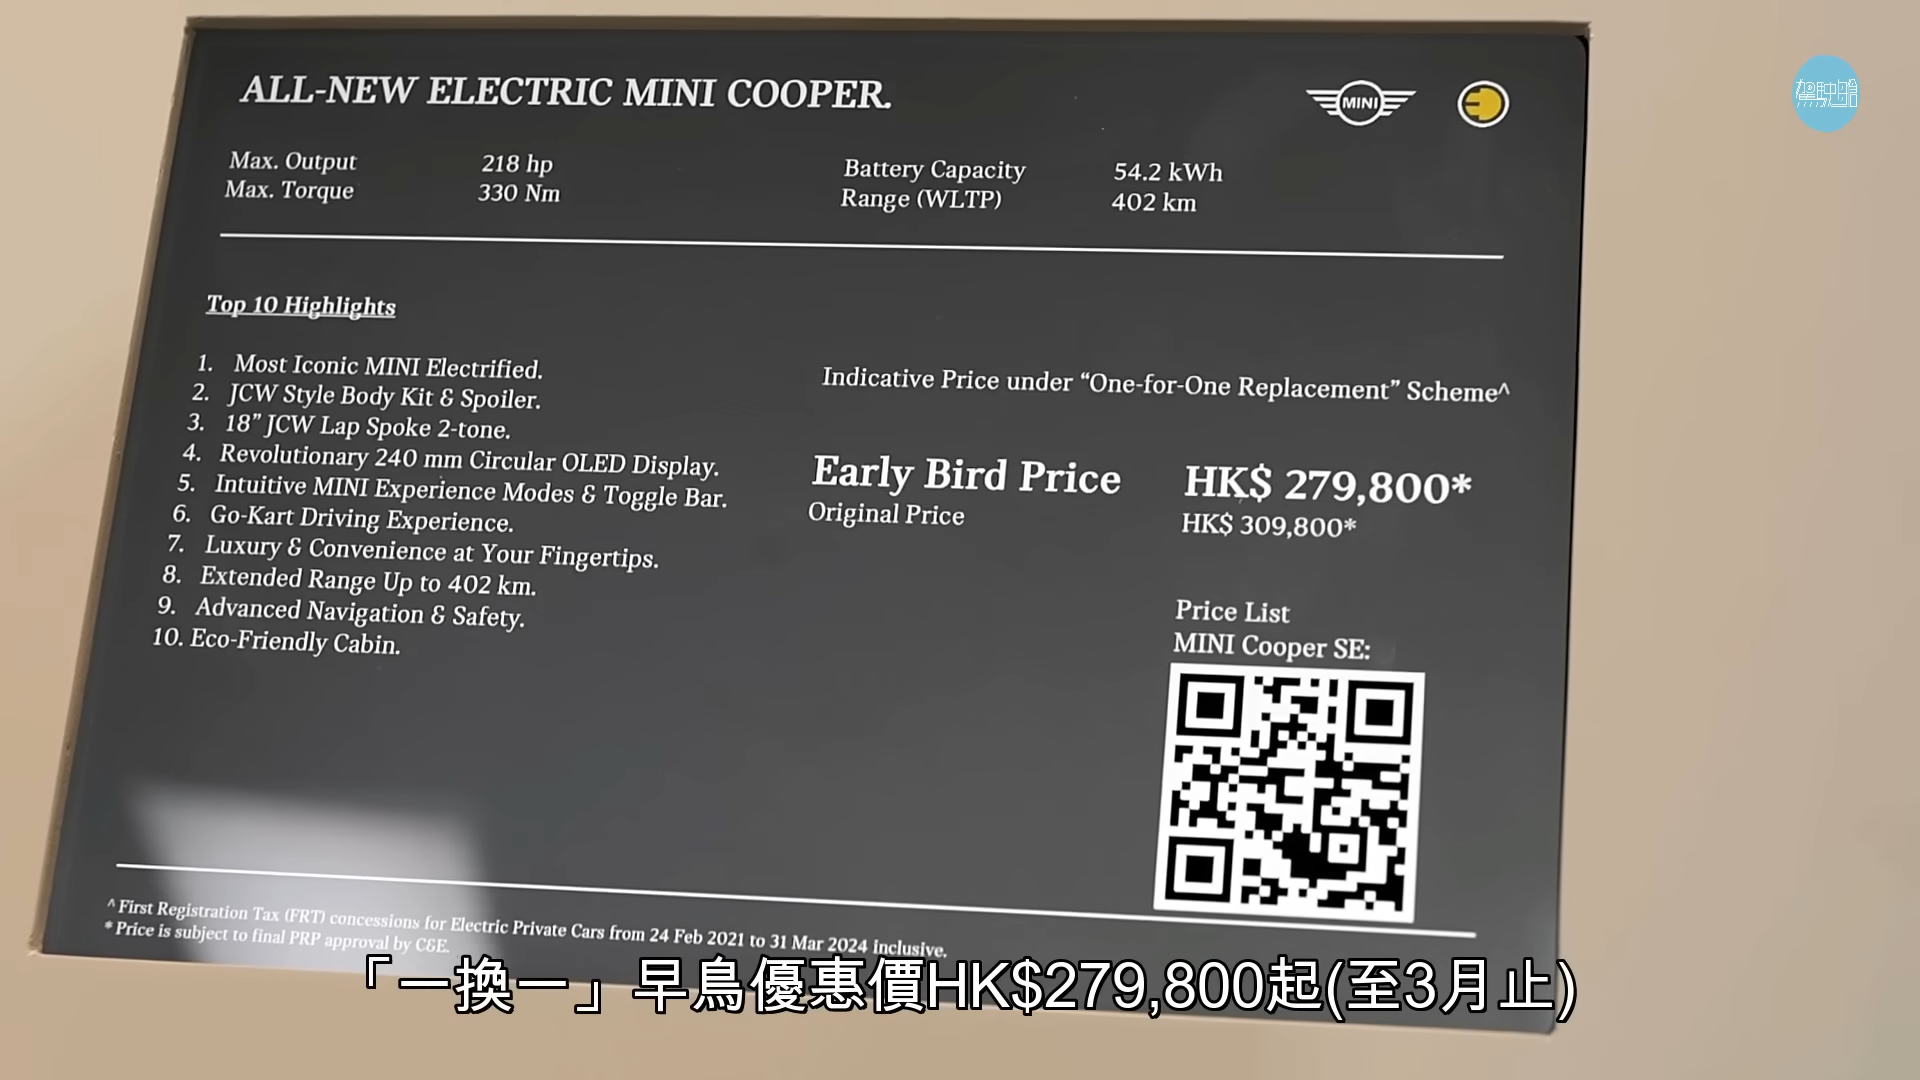 ALL-NEW ELECTRIC MINI COOPER.
MINI
駕駛艙
Max. Output 218 hp
Max. Torque 330 Nm
Battery Capacity 54.2 kWh
Range (WLTP) 402 km
Top 10 Highlights
1. Most Iconic MINI Electrified.
2. JCW Style Body Kit & Spoiler.
3. 18” JCW Lap Spoke 2-tone.
4. Revolutionary 240 mm Circular OLED Display.
5. Intuitive MINI Experience Modes & Toggle Bar.
6. Go-Kart Driving Experience.
7. Luxury & Convenience at Your Fingertips.
8. Extended Range Up to 402 km.
9. Advanced Navigation & Safety.
10. Eco-Friendly Cabin.
Indicative Price under “One-for-One Replacement” Scheme^
Early Bird Price HK$ 279,800*
Original Price HK$ 309,800*
Price List
MINI Cooper SE:
^ First Registration Tax (FRT) concessions for Electric Private Cars from 24 Feb 2021 to 31 Mar 2024 inclusive.
* Price is subject to final PRP approval by C&E.
「一換一」早鳥優惠價HK$279,800起(至3月止)